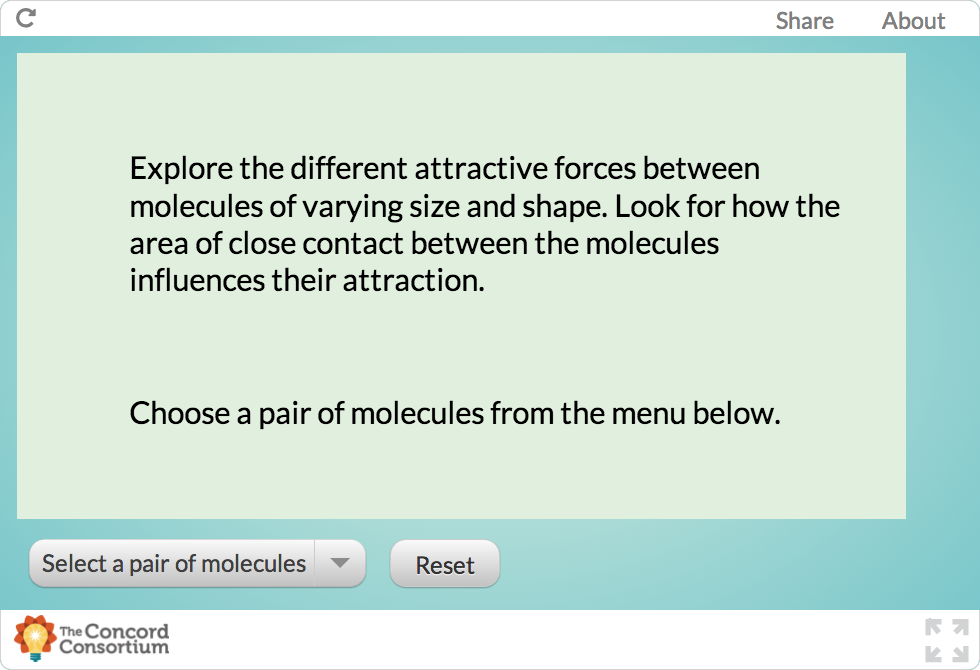 Share About
Explore the different attractive forces between
molecules of varying size and shape. Look for how the
area of close contact between the molecules
influences their attraction.
Choose a pair of molecules from the menu below.
Select a pair of molecules Reset
The Concord
Consortium